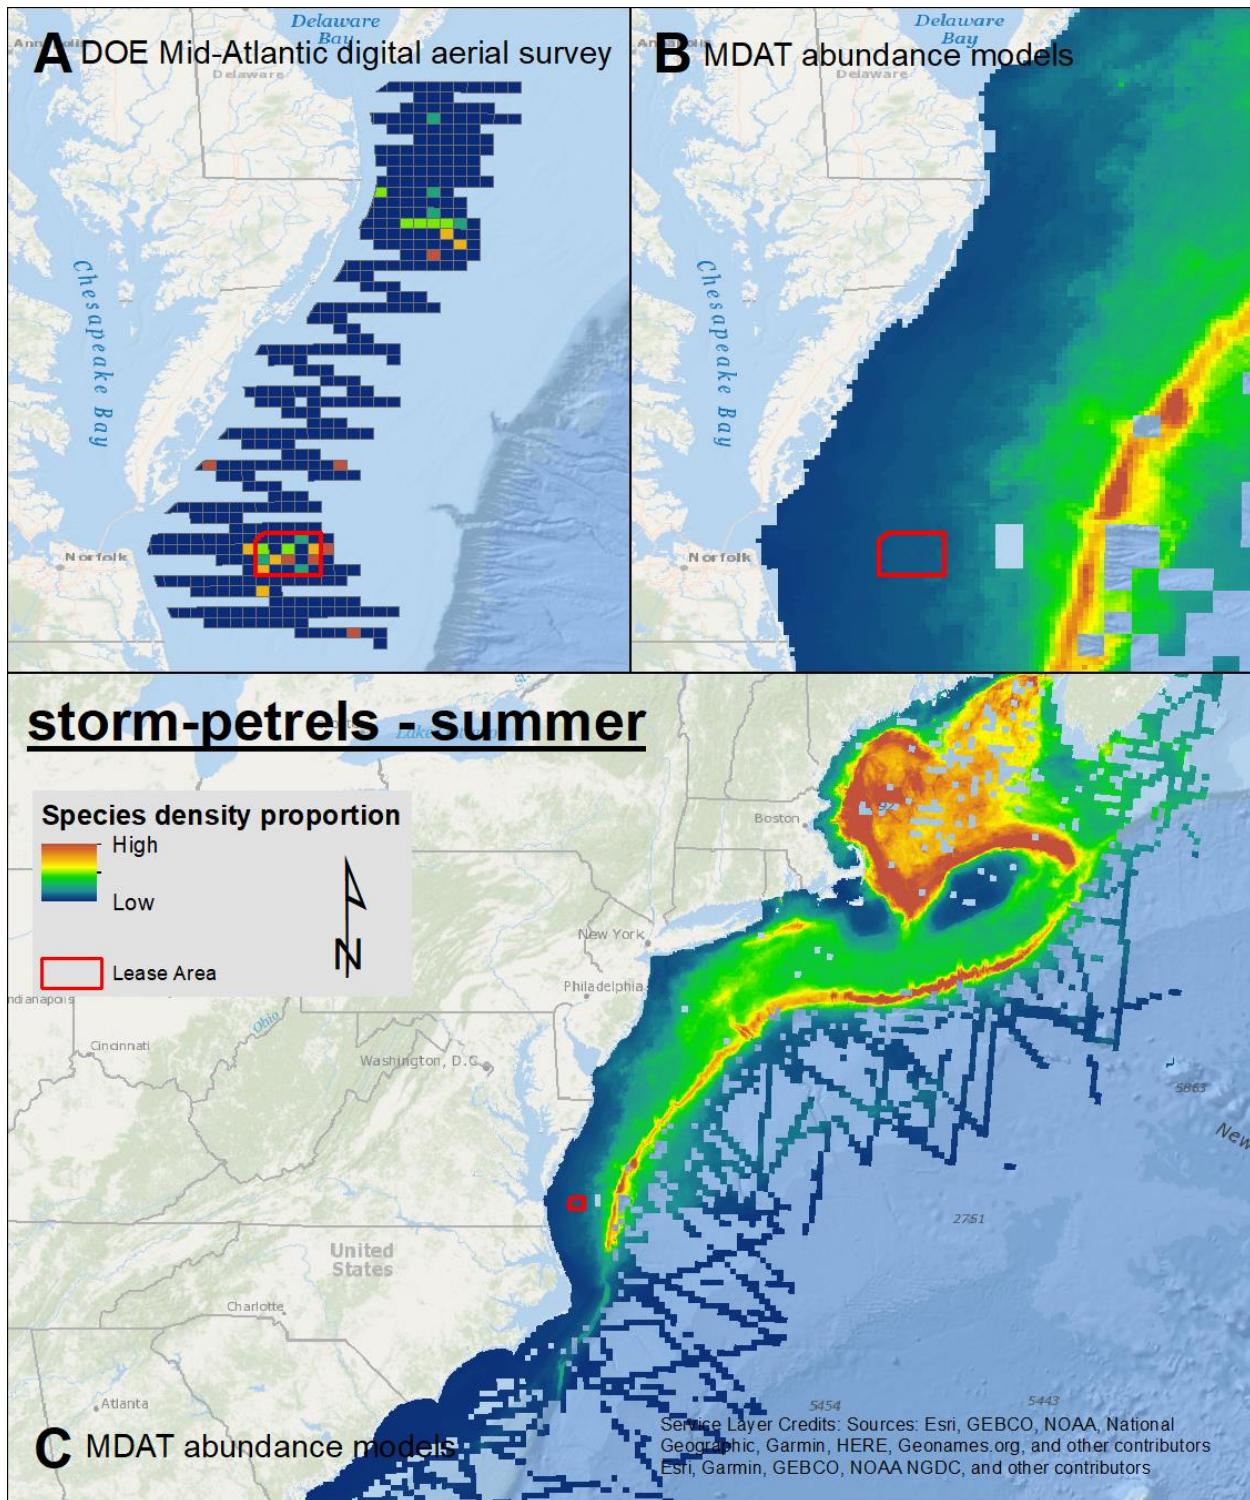 Delaware
Bay
A DOE Mid-Atlantic digital aerial survey
Delaware
Chesapeake Bay
Norfolk
Delaware
Bay
B MDAT abundance models
Delaware
Chesapeake Bay
Norfolk
storm-petrels - summer
Species density proportion
High
Low
N
Lease Area
Boston
New York
Philadelphia
ndianapolis
Ohio
Cincinnati
Washington, D.C.
5863
New
2751
United
States
Charlotte
Atlanta
5454
5443
C MDAT abundance models
Service Layer Credits: Sources: Esri, GEBCO, NOAA, National
Geographic, Garmin, HERE, Geonames.org, and other contributors
Esri, Garmin, GEBCO, NOAA NGDC, and other contributors